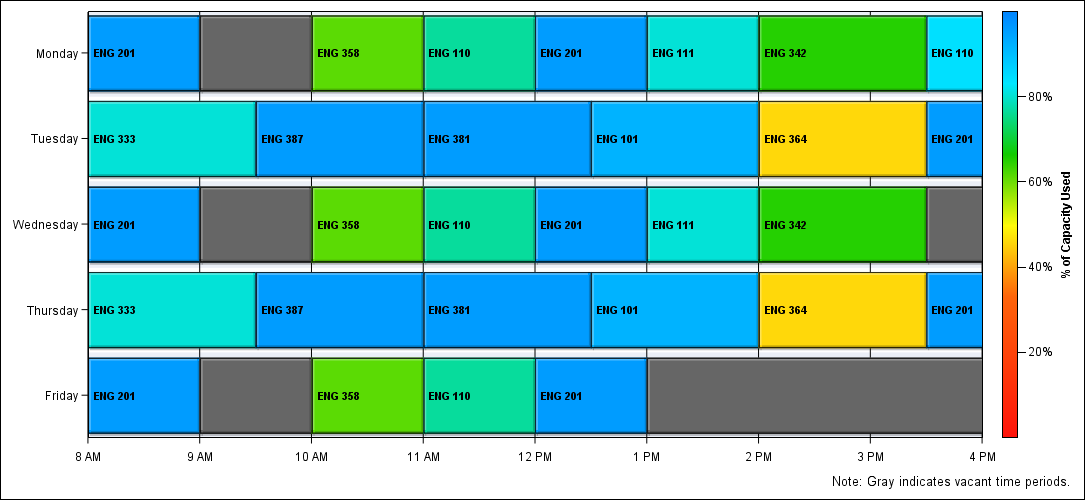 Monday
ENG 201
ENG 358
ENG 110
ENG 201
ENG 111
ENG 342
ENG 110
Tuesday
ENG 333
ENG 387
ENG 381
ENG 101
ENG 364
ENG 201
Wednesday
ENG 201
ENG 358
ENG 110
ENG 201
ENG 111
ENG 342
Thursday
ENG 333
ENG 387
ENG 381
ENG 101
ENG 364
ENG 201
Friday
ENG 201
ENG 358
ENG 110
ENG 201
8 AM
9 AM
10 AM
11 AM
12 PM
1 PM
2 PM
3 PM
4 PM
80%
60%
40%
20%
% of Capacity Used
Note: Gray indicates vacant time periods.